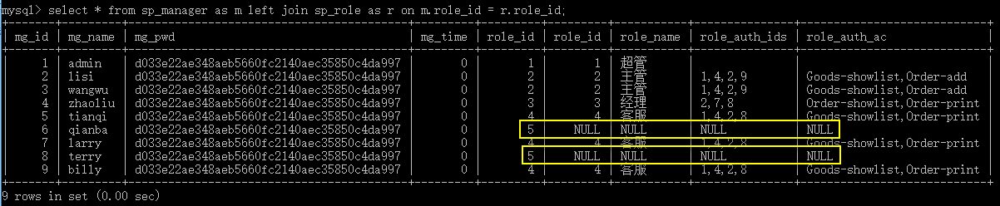 mysql> select * from sp_manager as m left join sp_role as r on m.role_id = r.role_id;
| mg_id | mg_name | mg_pwd | mg_time | role_id | role_id | role_name | role_auth_ids | role_auth_ac |
| 1 | admin | d033e22ae348aeb5660fc2140aec35850c4da997 | 0 | 1 | 1 | 超管 | | |
| 2 | lisi | d033e22ae348aeb5660fc2140aec35850c4da997 | 0 | 2 | 2 | 主管 | 1,4,2,9 | Goods-showlist,Order-add |
| 3 | wangwu | d033e22ae348aeb5660fc2140aec35850c4da997 | 0 | 2 | 2 | 主管 | 1,4,2,9 | Goods-showlist,Order-add |
| 4 | zhaoliu | d033e22ae348aeb5660fc2140aec35850c4da997 | 0 | 3 | 3 | 经理 | 2,7,8 | Order-showlist,Order-print |
| 5 | tianqi | d033e22ae348aeb5660fc2140aec35850c4da997 | 0 | 4 | 4 | 客服 | 1,4,2,8 | Goods-showlist,Order-print |
| 6 | qianba | d033e22ae348aeb5660fc2140aec35850c4da997 | 0 | 5 | NULL | NULL | NULL | NULL |
| 7 | larry | d033e22ae348aeb5660fc2140aec35850c4da997 | 0 | 4 | 4 | 客服 | 1,4,2,8 | Goods-showlist,Order-print |
| 8 | terry | d033e22ae348aeb5660fc2140aec35850c4da997 | 0 | 5 | NULL | NULL | NULL | NULL |
| 9 | billy | d033e22ae348aeb5660fc2140aec35850c4da997 | 0 | 4 | 4 | 客服 | 1,4,2,8 | Goods-showlist,Order-print |
9 rows in set (0.00 sec)